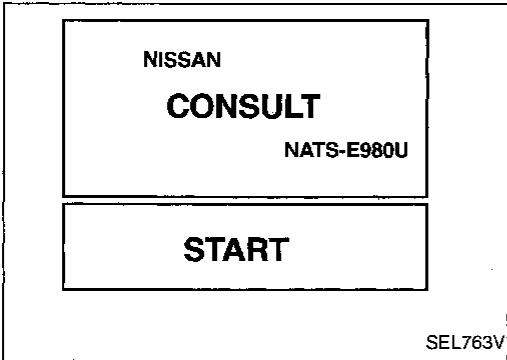 NISSAN
CONSULT
NATS-E980U
START
SEL763V